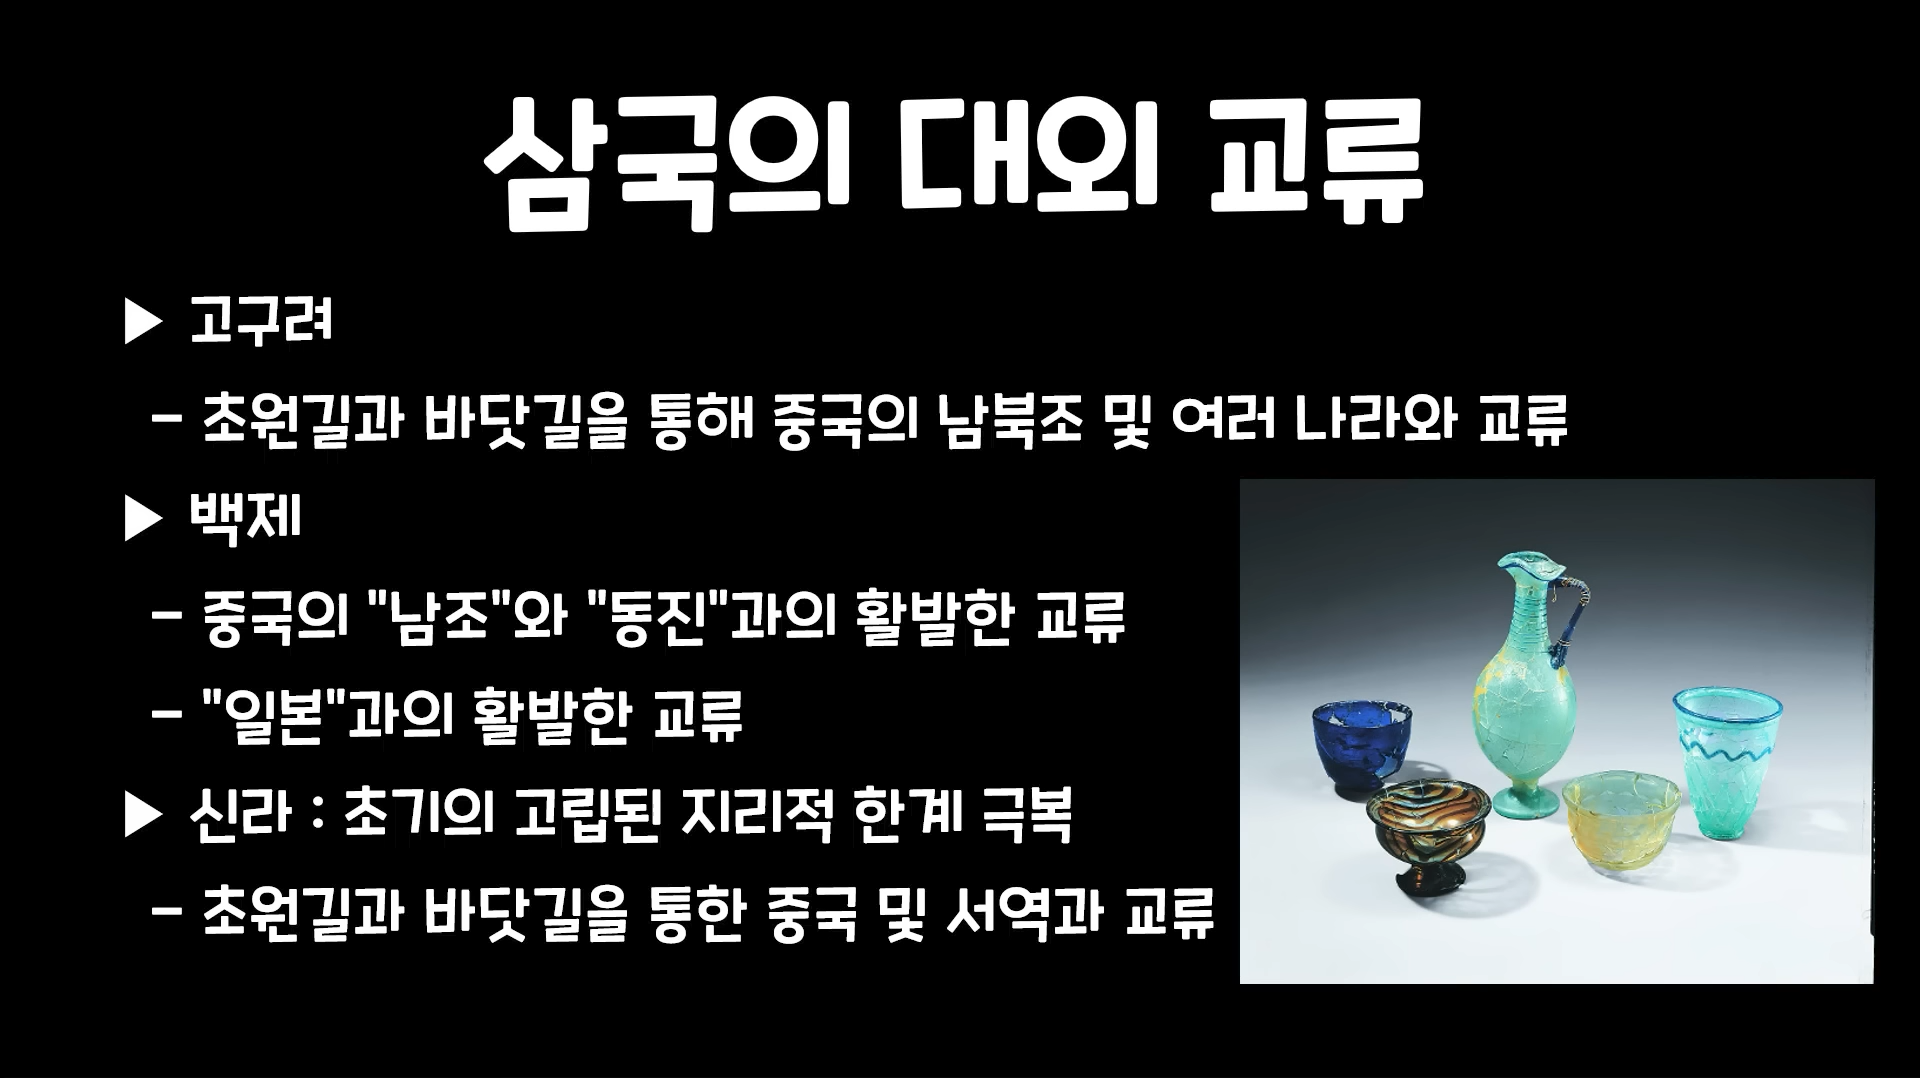 삼국의 대외 교류
▶ 고구려
- 초원길과 바닷길을 통해 중국의 남북조 및 여러 나라와 교류
▶ 백제
- 중국의 "남조"와 "동진"과의 활발한 교류
- "일본"과의 활발한 교류
▶ 신라 : 초기의 고립된 지리적 한계 극복
- 초원길과 바닷길을 통한 중국 및 서역과 교류